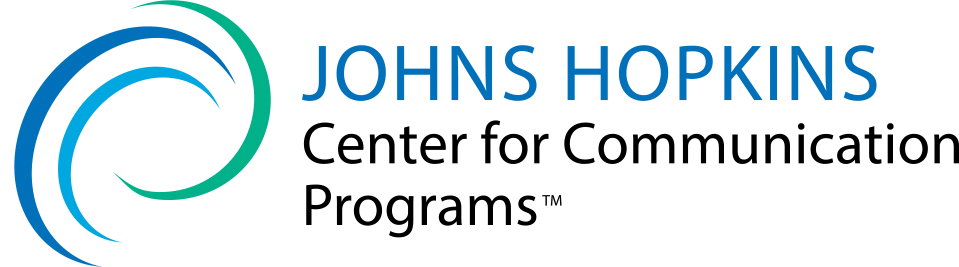 JOHNS HOPKINS
Center for Communication
Programs™